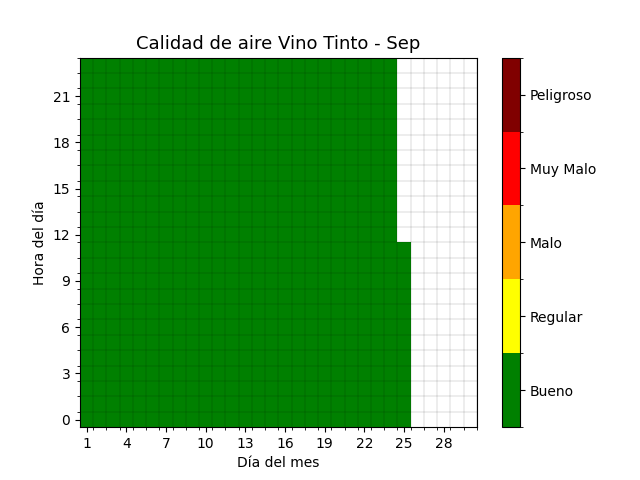 Calidad de aire Vino Tinto - Sep
Hora del día
21
18
15
12
9
6
3
0
1 4 7 10 13 16 19 22 25 28
Día del mes
Peligroso
Muy Malo
Malo
Regular
Bueno